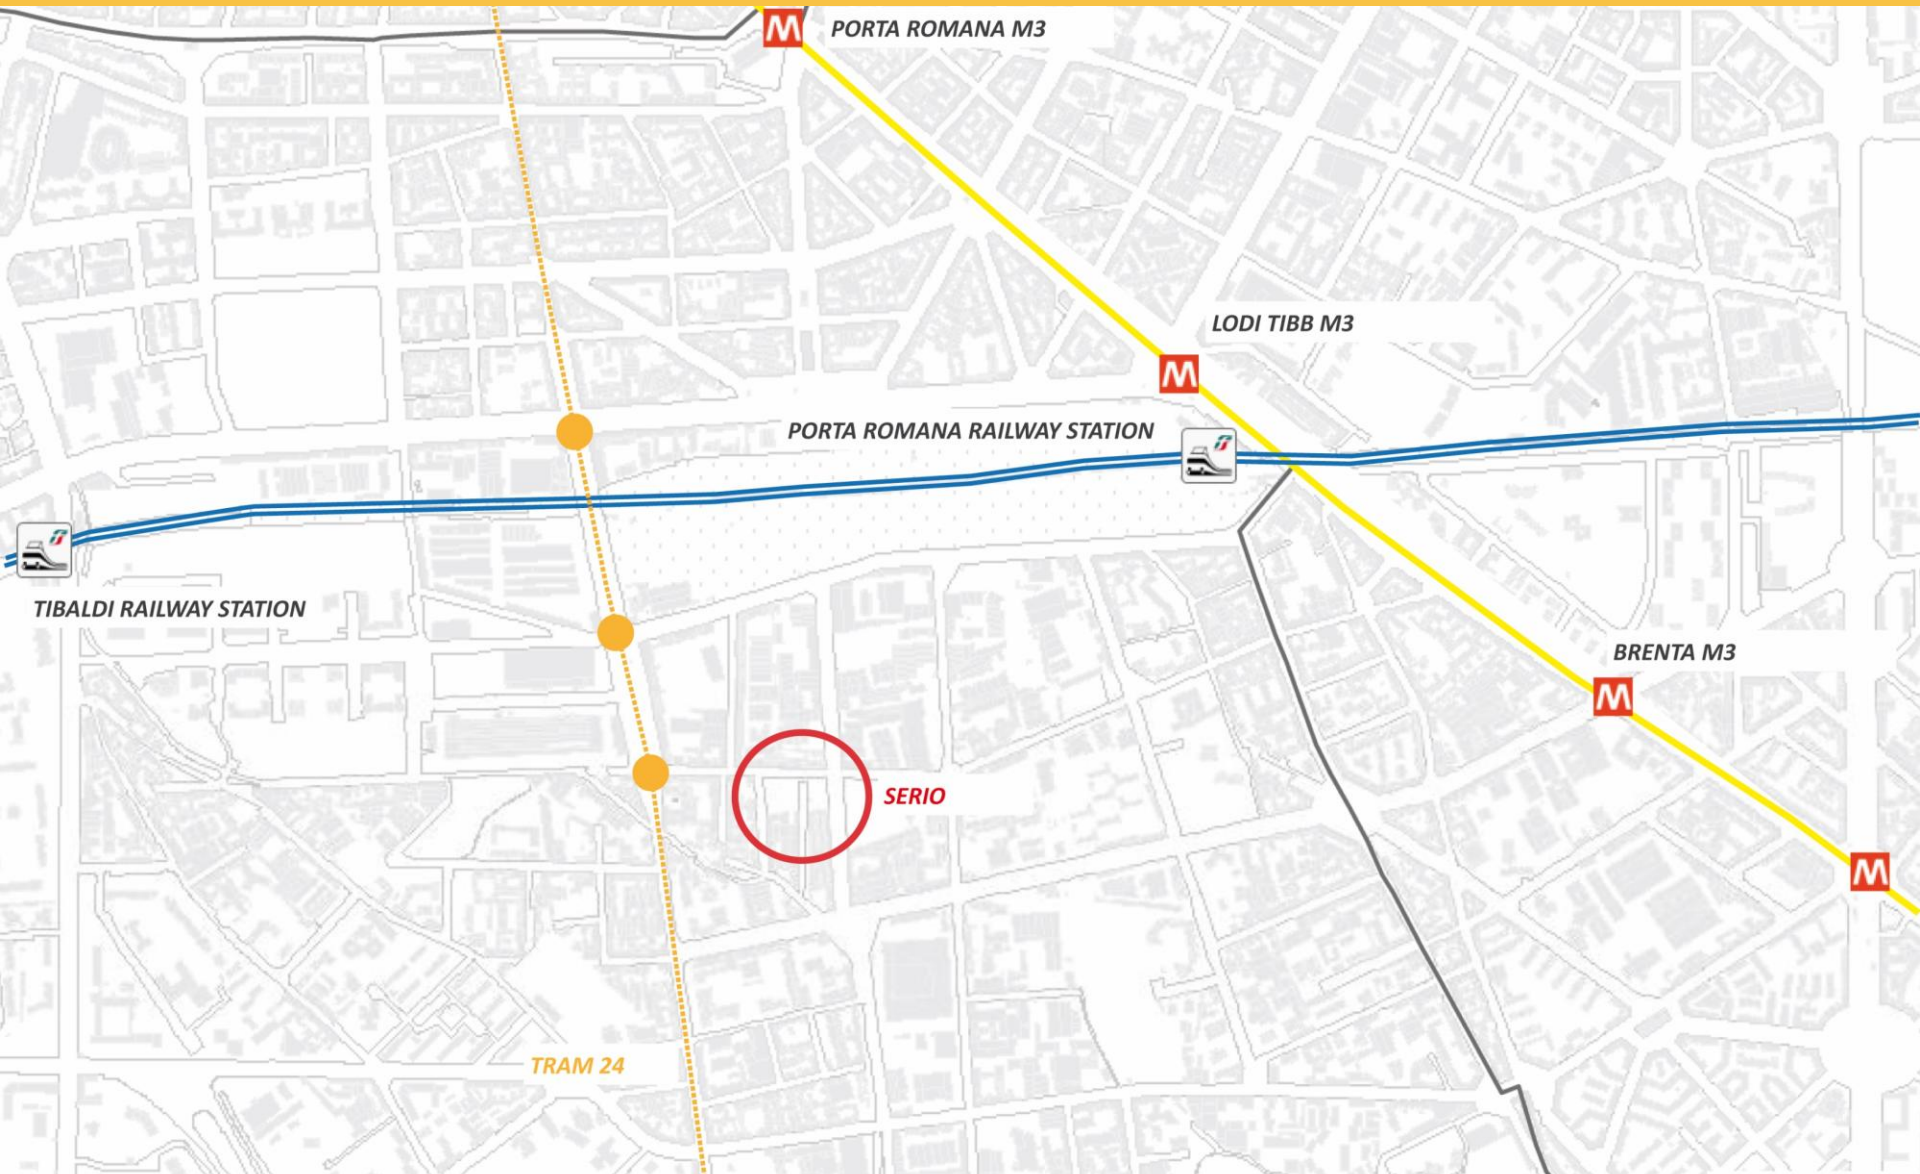 M PORTA ROMANA M3
LODI TIBB M3
M
PORTA ROMANA RAILWAY STATION
TIBALDI RAILWAY STATION
BRENTA M3
M
SERIO
M
TRAM 24